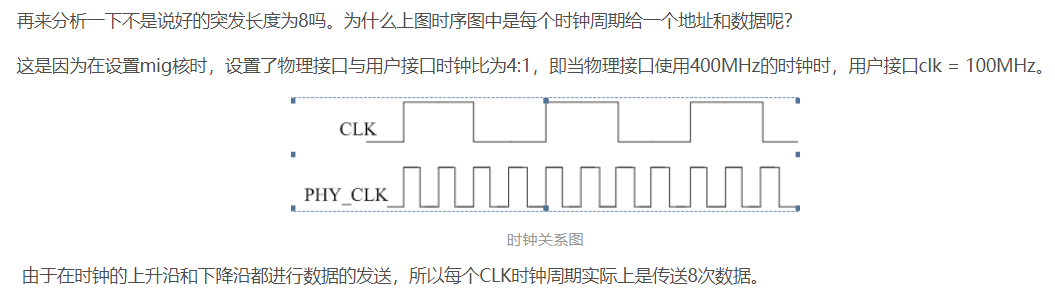 再来分析一下不是说好的突发长度为8吗。为什么上图时序图中是每个时钟周期给一个地址和数据呢?
这是因为在设置mig核时，设置了物理接口与用户接口时钟比为4:1，即当物理接口使用400MHz的时钟时，用户接口clk = 100MHz。
CLK
PHY_CLK
时钟关系图
由于在时钟的上升沿和下降沿都进行数据的发送，所以每个CLK时钟周期实际上是传送8次数据。